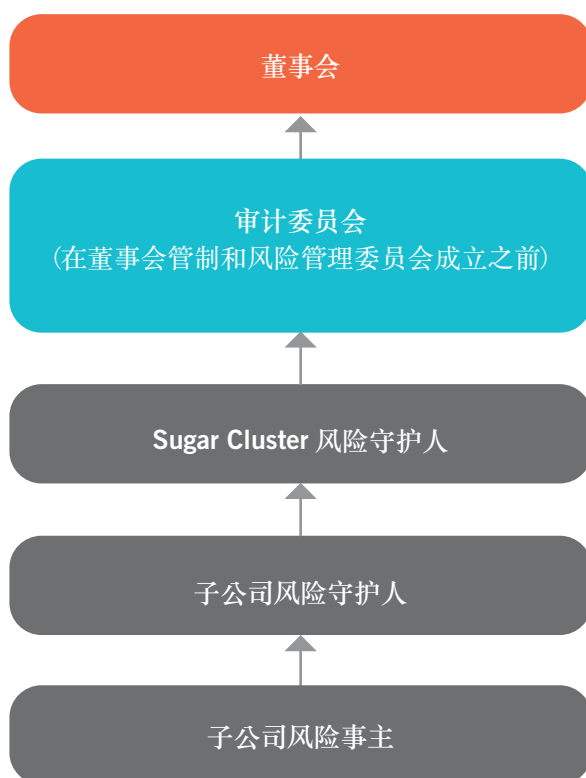 董事会
审计委员会
(在董事会管制和风险管理委员会成立之前)
Sugar Cluster 风险守护人
子公司风险守护人
子公司风险事主